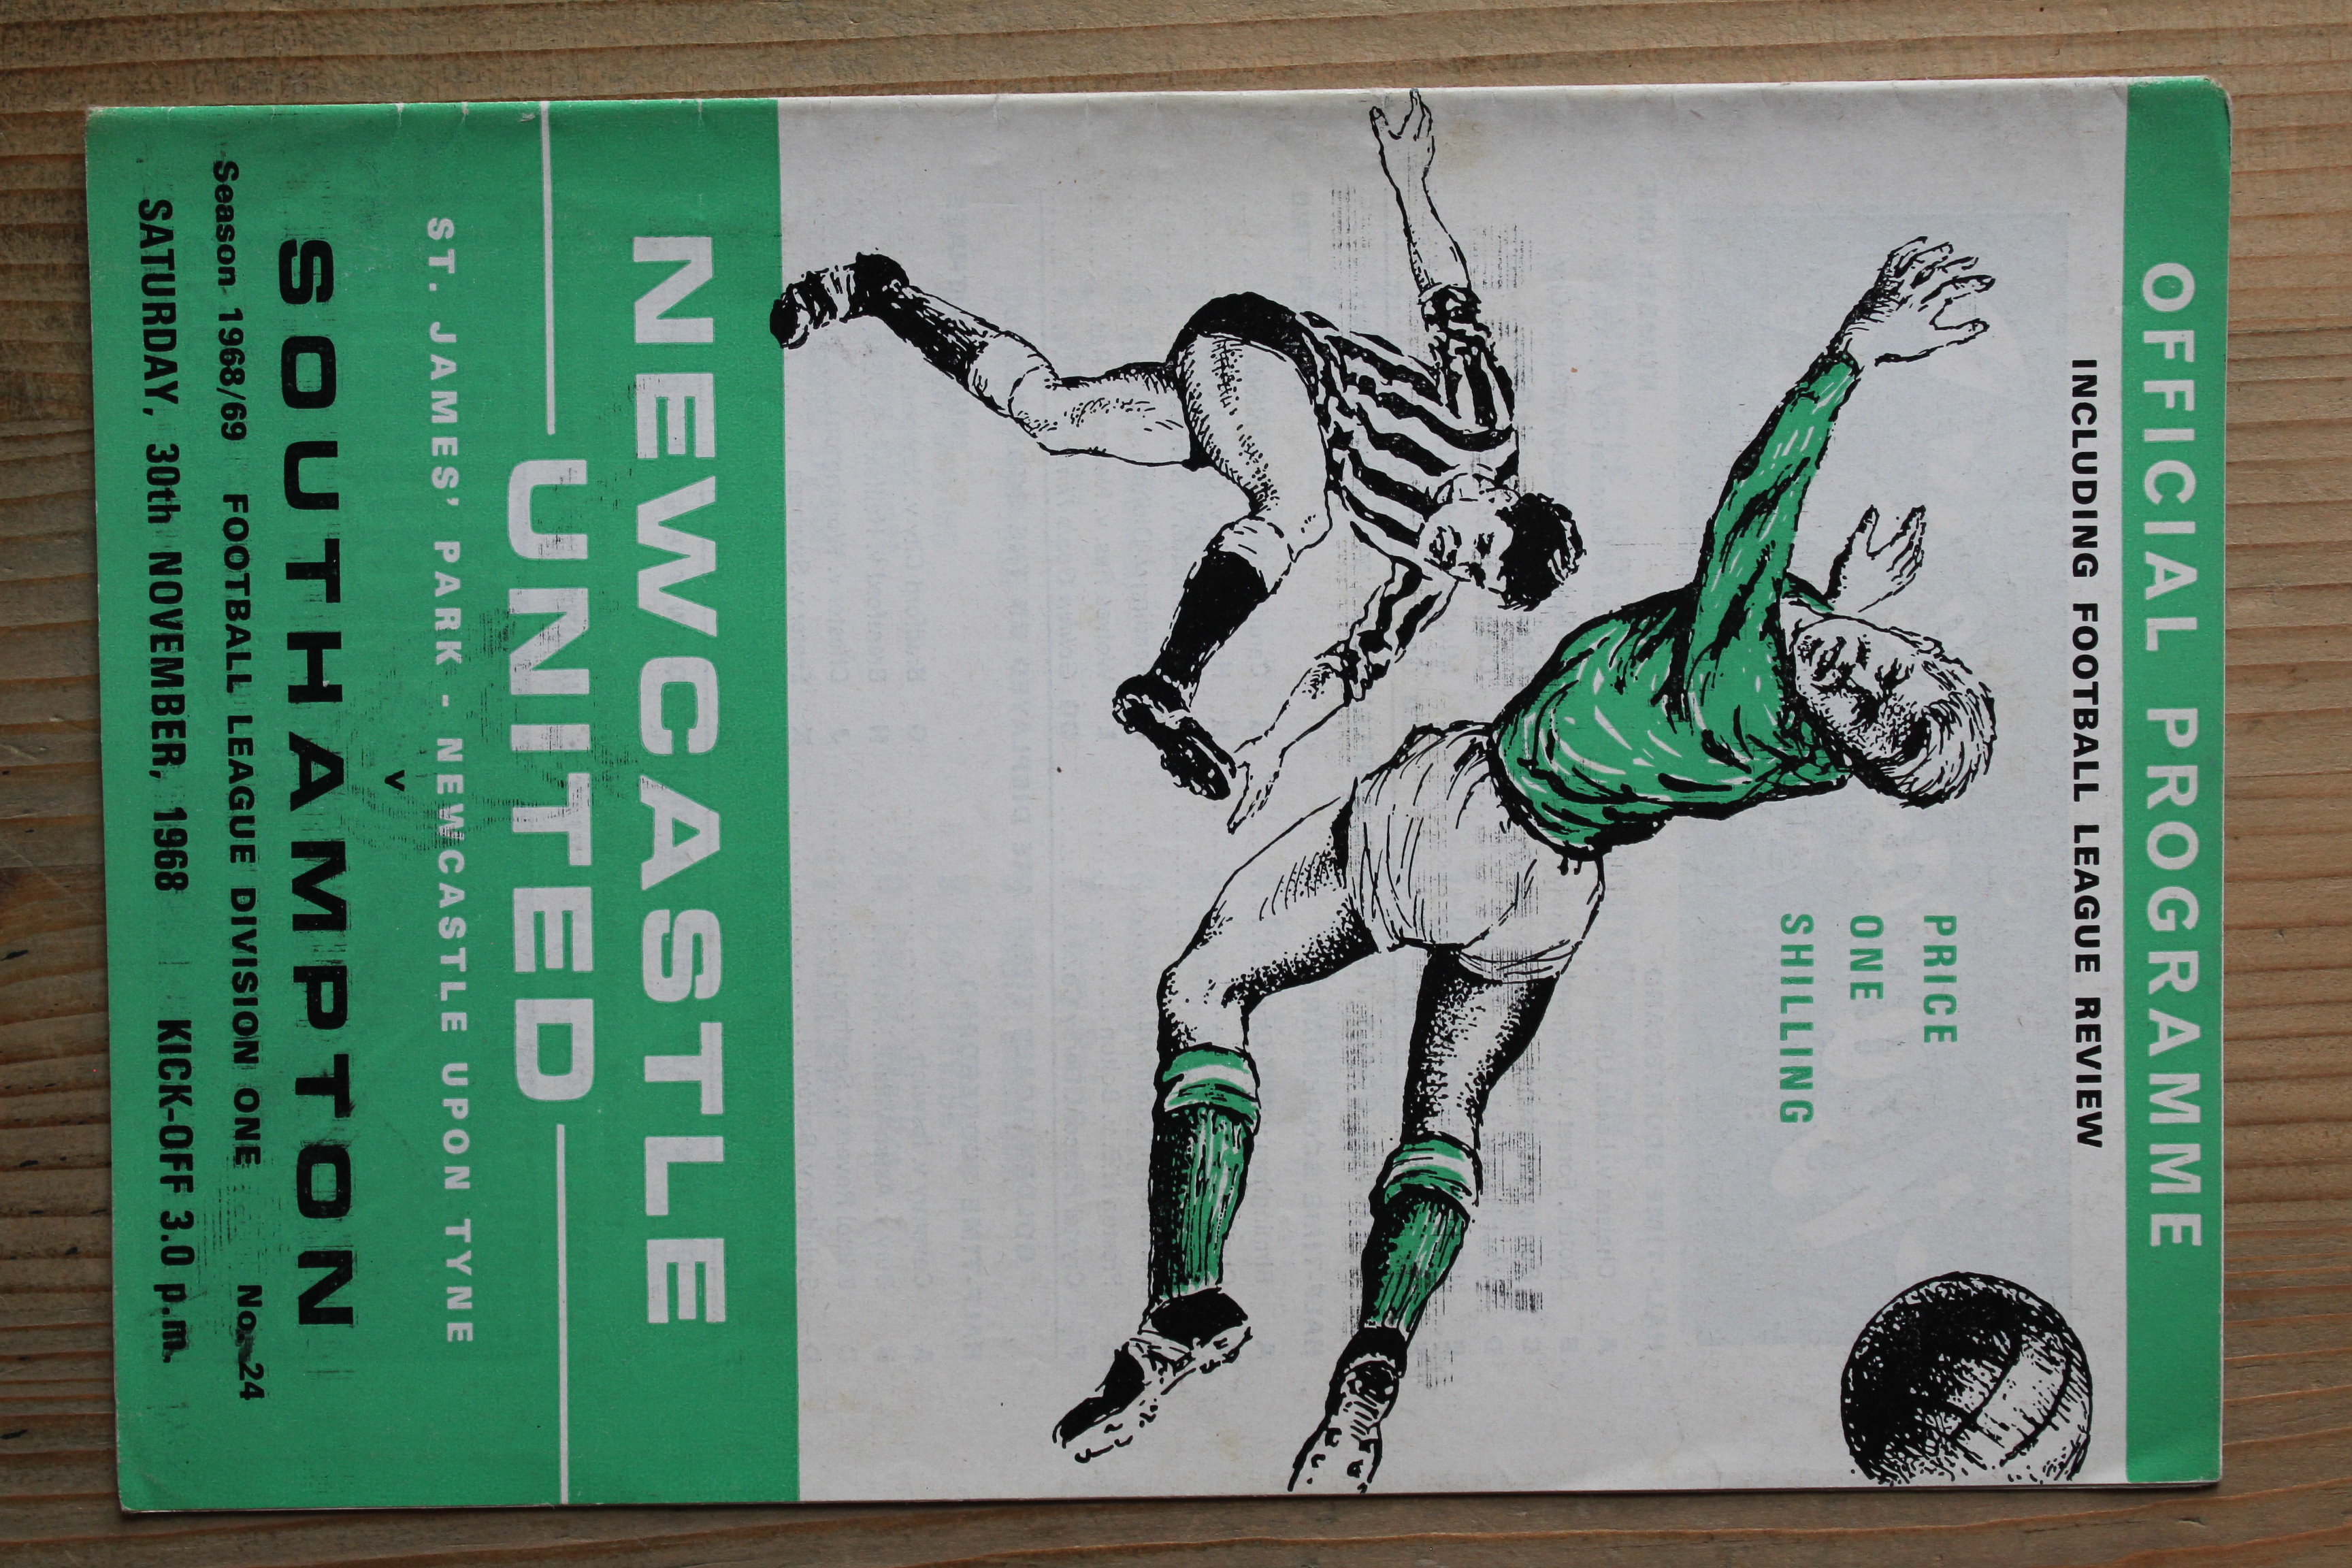 OFFICIAL PROGRAMME
INCLUDING FOOTBALL LEAGUE REVIEW
PRICE
ONE
SHILLING
NEWCASTLE
UNITED
ST. JAMES' PARK - NEWCASTLE UPON TYNE
v
SOUTHAMPTON
Season 1968/69 FOOTBALL LEAGUE DIVISION ONE No. 24
SATURDAY, 30th NOVEMBER, 1968 KICK-OFF 3.0 p.m.